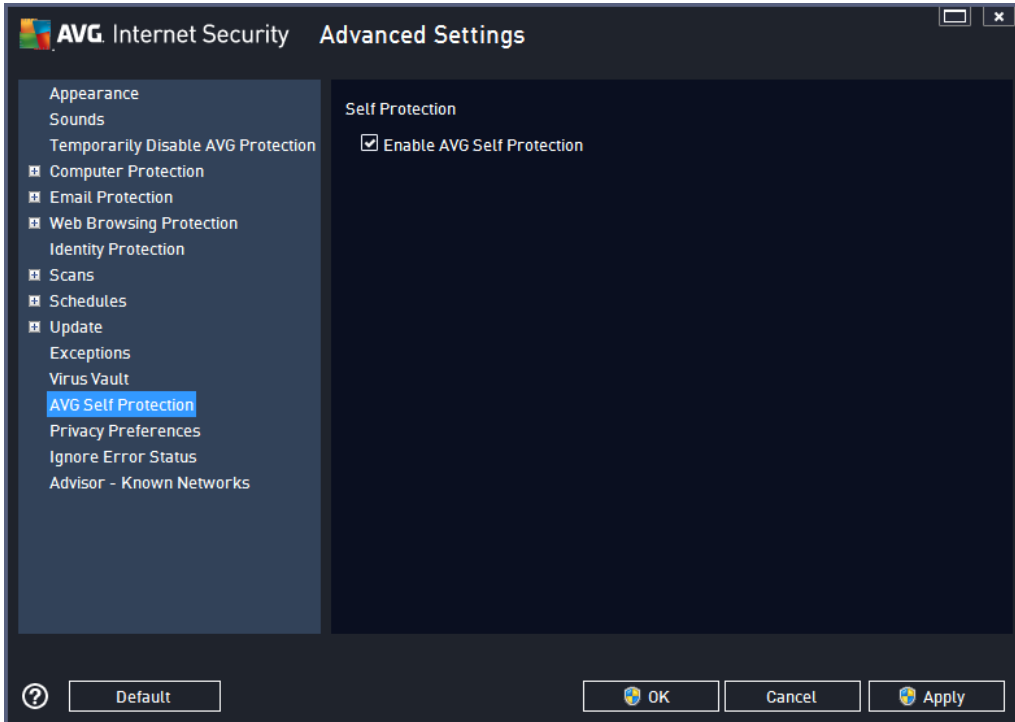 AVG. Internet Security Advanced Settings
Appearance
Sounds
Temporarily Disable AVG Protection
Computer Protection
Email Protection
Web Browsing Protection
Identity Protection
Scans
Schedules
Update
Exceptions
Virus Vault
AVG Self Protection
Privacy Preferences
Ignore Error Status
Advisor - Known Networks
Self Protection
Enable AVG Self Protection
? Default OK Cancel Apply